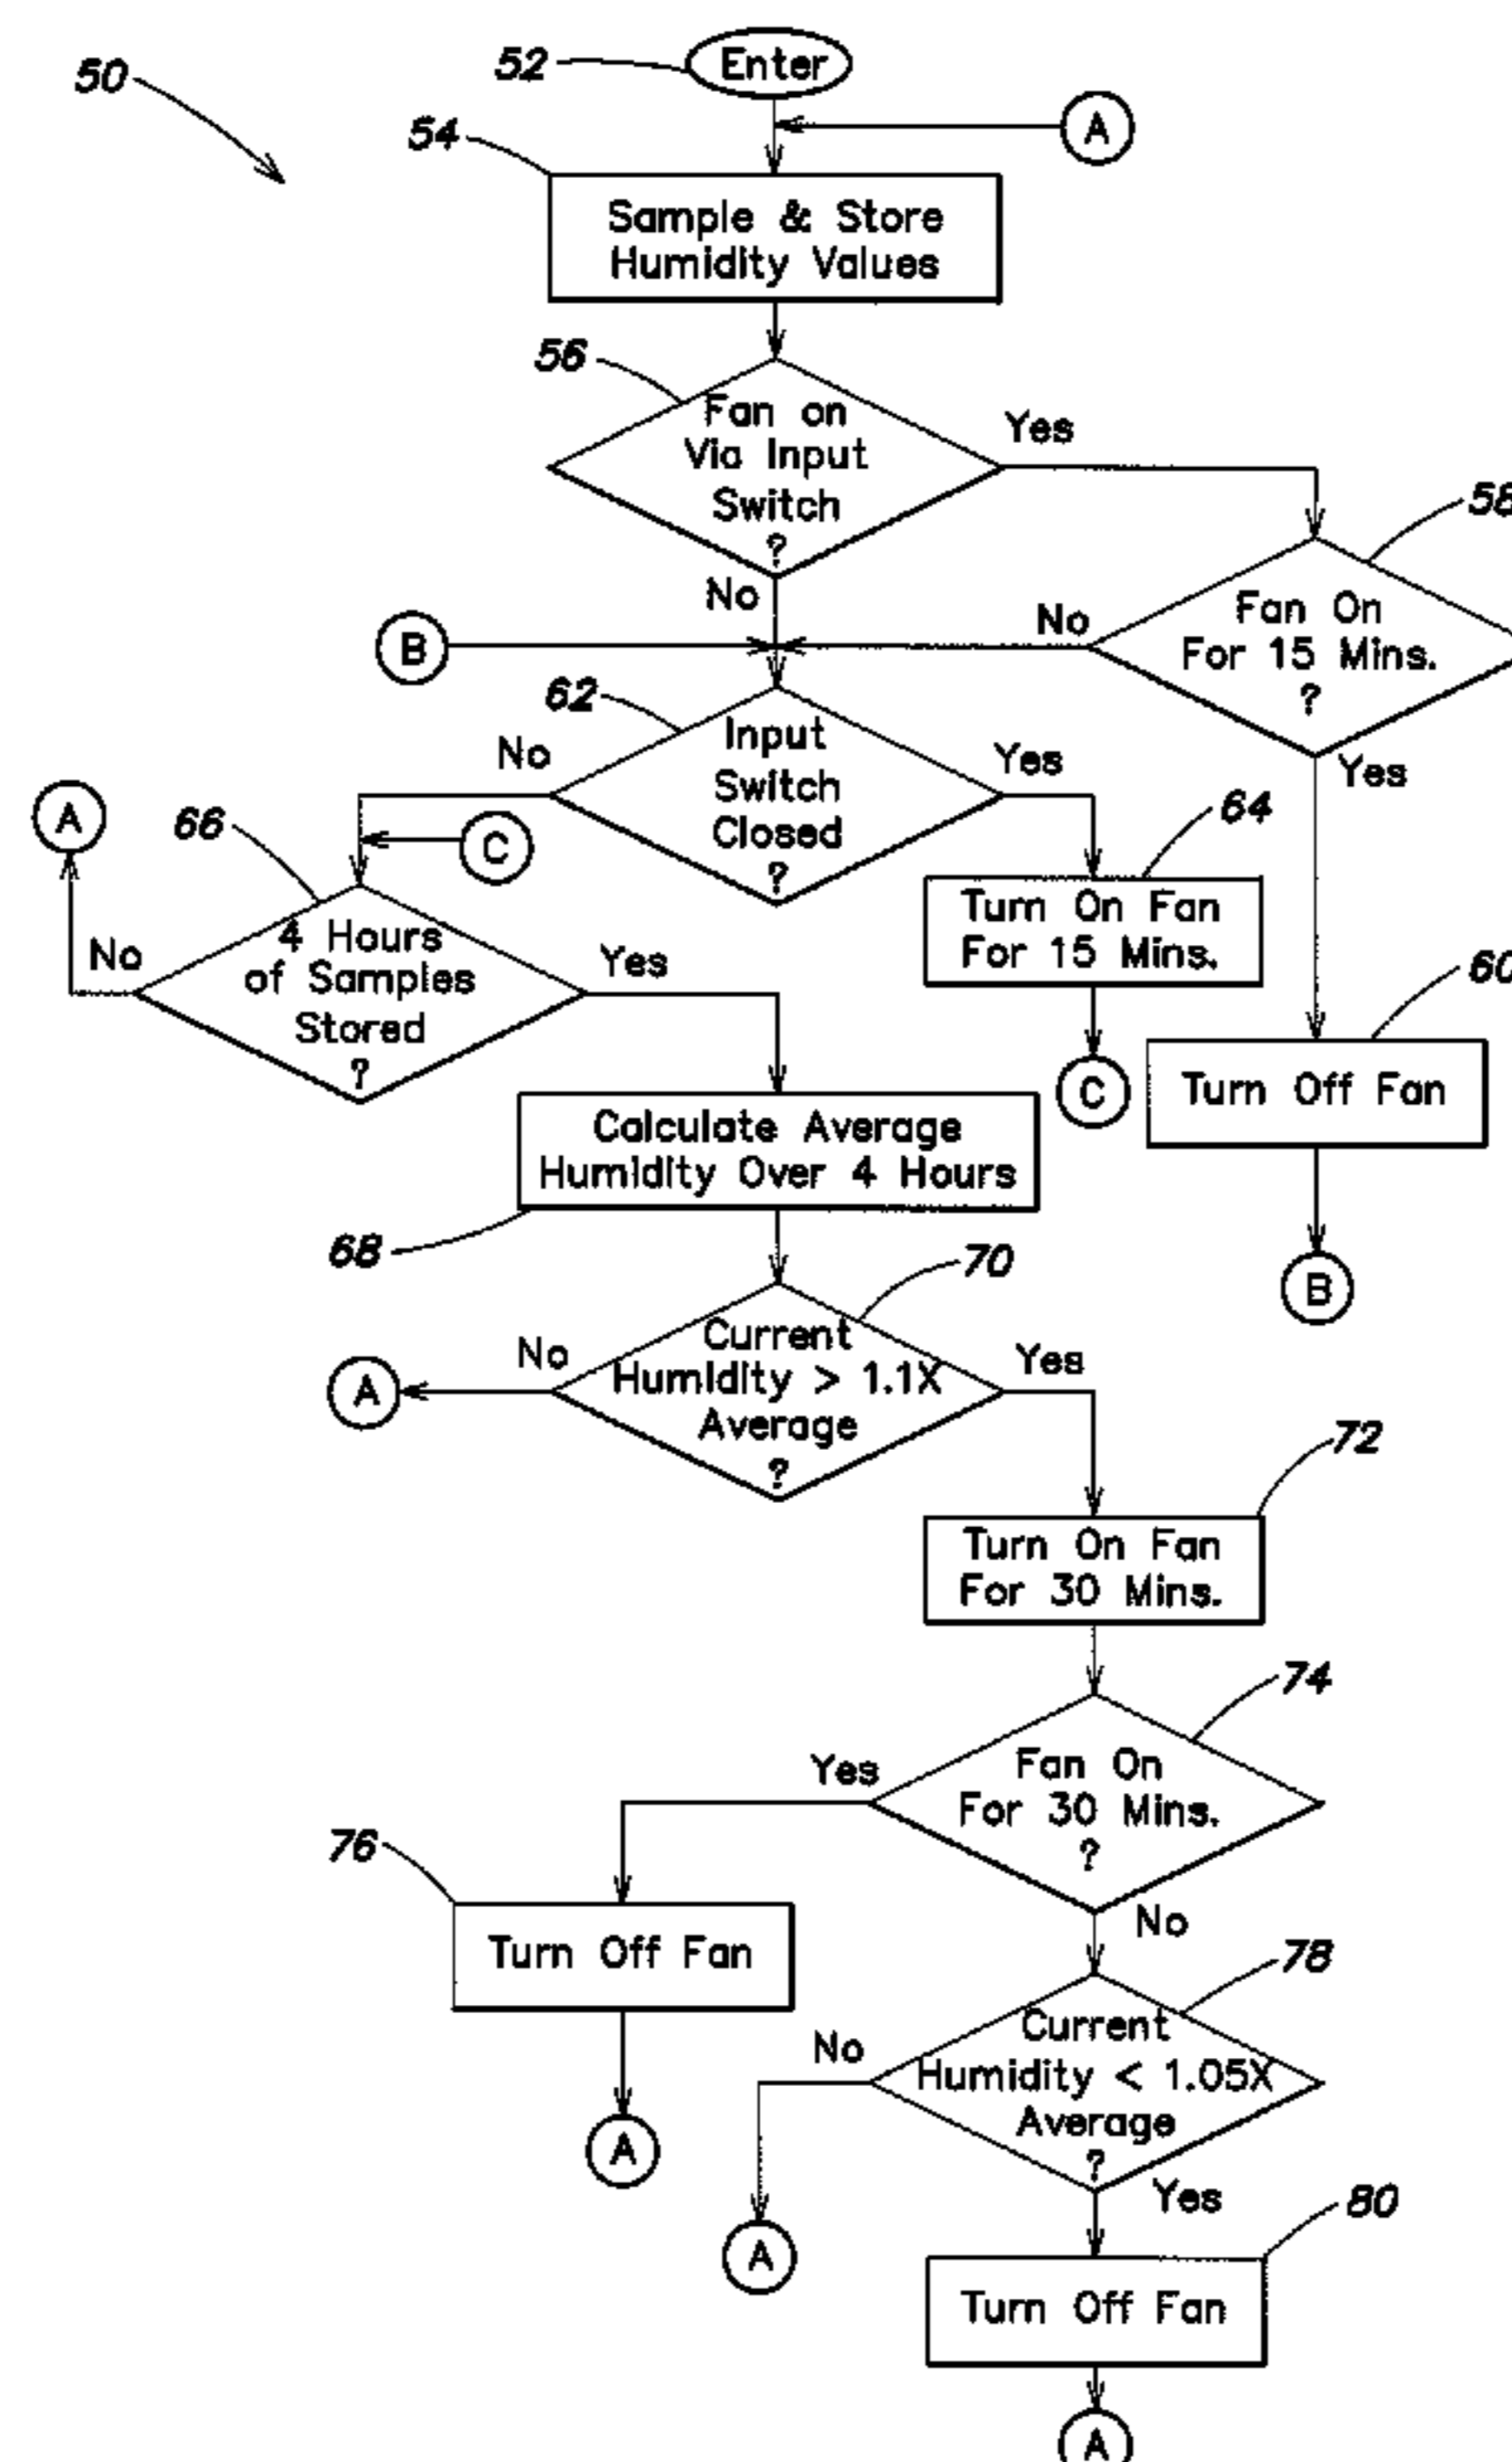 50
52
Enter
A
54
Sample & Store
Humidity Values
56
Fan on
Via Input
Switch
?
Yes
No
58
Fan On
For 15 Mins.
?
No
Yes
B
62
Input
Switch
Closed
?
No
Yes
A
66
C
64
4 Hours
of Samples
Stored
?
No
Yes
Turn On Fan
For 15 Mins.
C
60
Turn Off Fan
B
Calculate Average
Humidity Over 4 Hours
68
70
Current
Humidity > 1.1X
Average
?
No
Yes
A
72
Turn On Fan
For 30 Mins.
74
Fan On
For 30 Mins.
?
Yes
No
76
Turn Off Fan
A
78
Current
Humidity < 1.05X
Average
?
No
Yes
A
80
Turn Off Fan
A